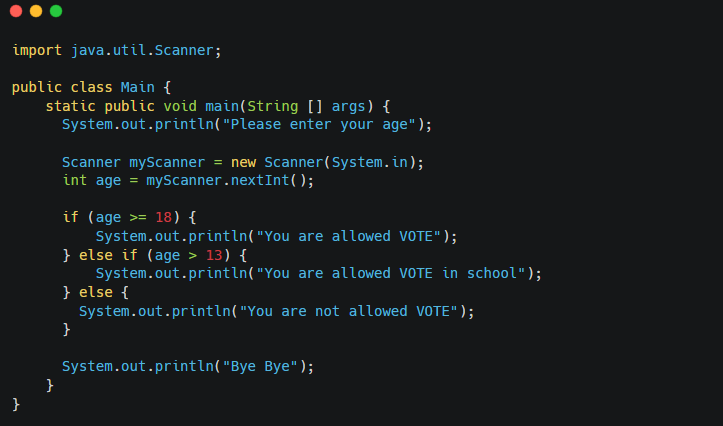 import java.util.Scanner;
public class Main {
static public void main(String [] args) {
System.out.println("Please enter your age");
Scanner myScanner = new Scanner(System.in);
int age = myScanner.nextInt();
if (age >= 18) {
System.out.println("You are allowed VOTE");
} else if (age > 13) {
System.out.println("You are allowed VOTE in school");
} else {
System.out.println("You are not allowed VOTE");
}
System.out.println("Bye Bye");
}
}